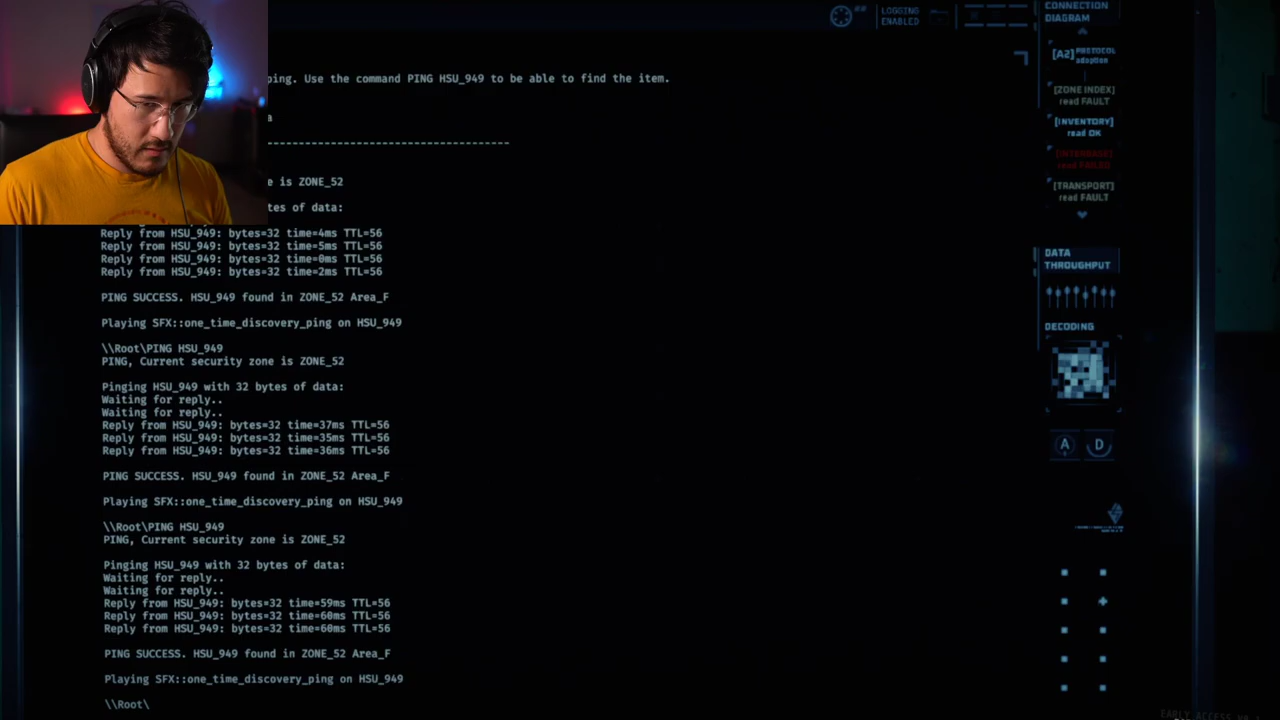 LOGGING
ENABLED
ping. Use the command PING HSU_949 to be able to find the item.
a
----------------------------------------------
e is ZONE_52
tes of data:
Reply from HSU_949: bytes=32 time=4ms TTL=56
Reply from HSU_949: bytes=32 time=5ms TTL=56
Reply from HSU_949: bytes=32 time=0ms TTL=56
Reply from HSU_949: bytes=32 time=2ms TTL=56
PING SUCCESS. HSU_949 found in ZONE_52 Area_F
Playing SFX::one_time_discovery_ping on HSU_949
\\Root\PING HSU_949
PING, Current security zone is ZONE_52
Pinging HSU_949 with 32 bytes of data:
Waiting for reply..
Waiting for reply..
Reply from HSU_949: bytes=32 time=37ms TTL=56
Reply from HSU_949: bytes=32 time=35ms TTL=56
Reply from HSU_949: bytes=32 time=36ms TTL=56
PING SUCCESS. HSU_949 found in ZONE_52 Area_F
Playing SFX::one_time_discovery_ping on HSU_949
\\Root\PING HSU_949
PING, Current security zone is ZONE_52
Pinging HSU_949 with 32 bytes of data:
Waiting for reply..
Waiting for reply..
Reply from HSU_949: bytes=32 time=59ms TTL=56
Reply from HSU_949: bytes=32 time=60ms TTL=56
Reply from HSU_949: bytes=32 time=60ms TTL=56
PING SUCCESS. HSU_949 found in ZONE_52 Area_F
Playing SFX::one_time_discovery_ping on HSU_949
\\Root\
CONNECTION
DIAGRAM
[A2] PROTOCOL
adaption
[ZONE INDEX]
read FAULT
[INVENTORY]
read OK
read FAILED
[TRANSPORT]
read FAULT
DATA
THROUGHPUT
DECODING
A D
EARLY ACCESS